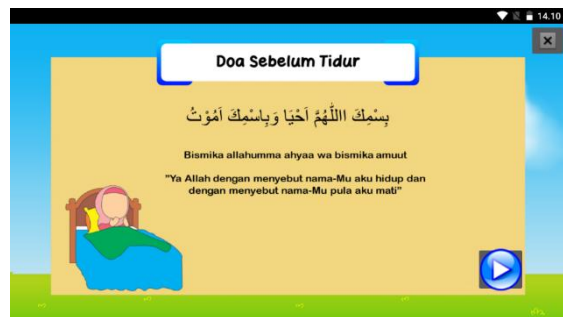 14.10
Doa Sebelum Tidur
بِسْمِكَ االلّٰهُمَّ اَحْيَا وَبِاسْمِكَ اَمُوْتُ
Bismika allahumma ahyaa wa bismika amuut
"Ya Allah dengan menyebut nama-Mu aku hidup dan
dengan menyebut nama-Mu pula aku mati"